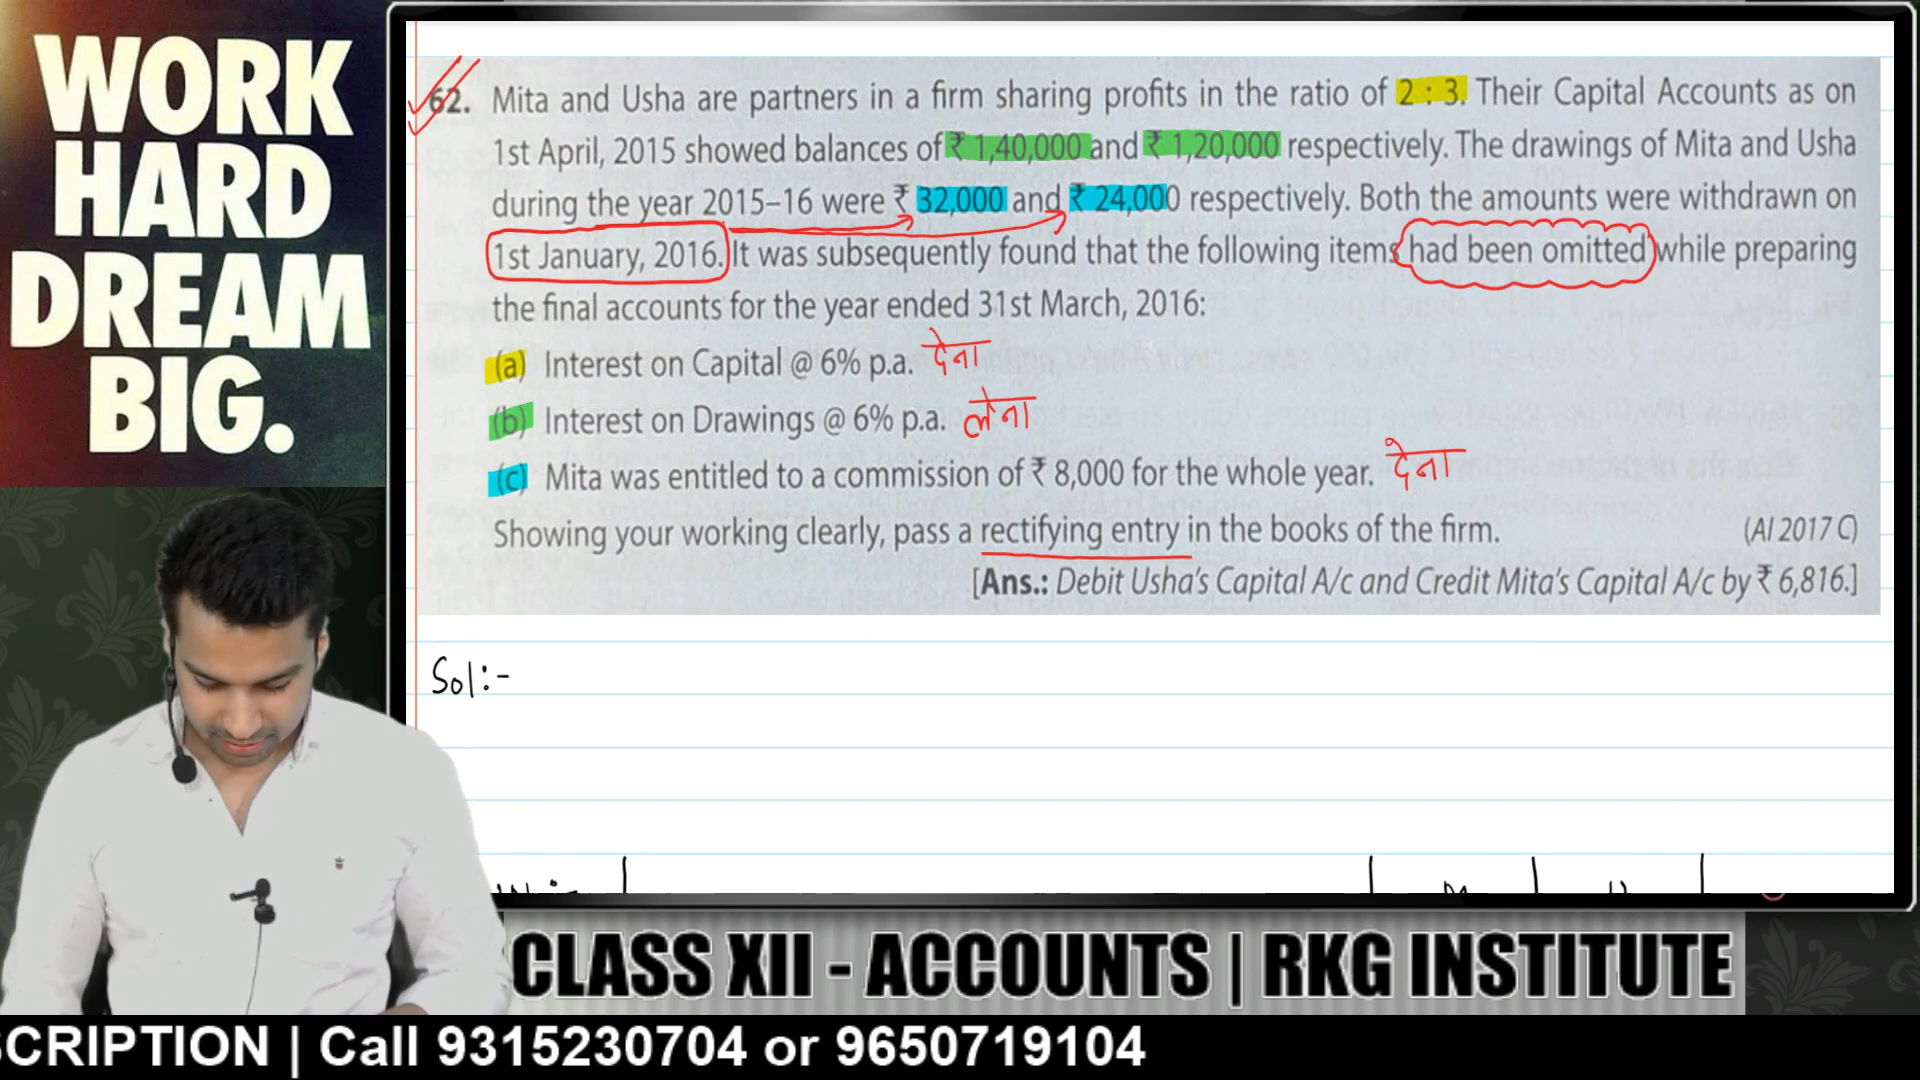 WORK
HARD
DREAM
BIG.
62. Mita and Usha are partners in a firm sharing profits in the ratio of 2 : 3. Their Capital Accounts as on
1st April, 2015 showed balances of ₹ 1,40,000 and ₹ 1,20,000 respectively. The drawings of Mita and Usha
during the year 2015–16 were ₹ 32,000 and ₹ 24,000 respectively. Both the amounts were withdrawn on
1st January, 2016. It was subsequently found that the following items had been omitted while preparing
the final accounts for the year ended 31st March, 2016:
(a) Interest on Capital @ 6% p.a. देना
(b) Interest on Drawings @ 6% p.a. लेना
(c) Mita was entitled to a commission of ₹ 8,000 for the whole year. देना
Showing your working clearly, pass a rectifying entry in the books of the firm. (AI 2017 C)
[Ans.: Debit Usha's Capital A/c and Credit Mita's Capital A/c by ₹ 6,816.]
Sol:-
CLASS XII - ACCOUNTS | RKG INSTITUTE
SCRIPTION | Call 9315230704 or 9650719104